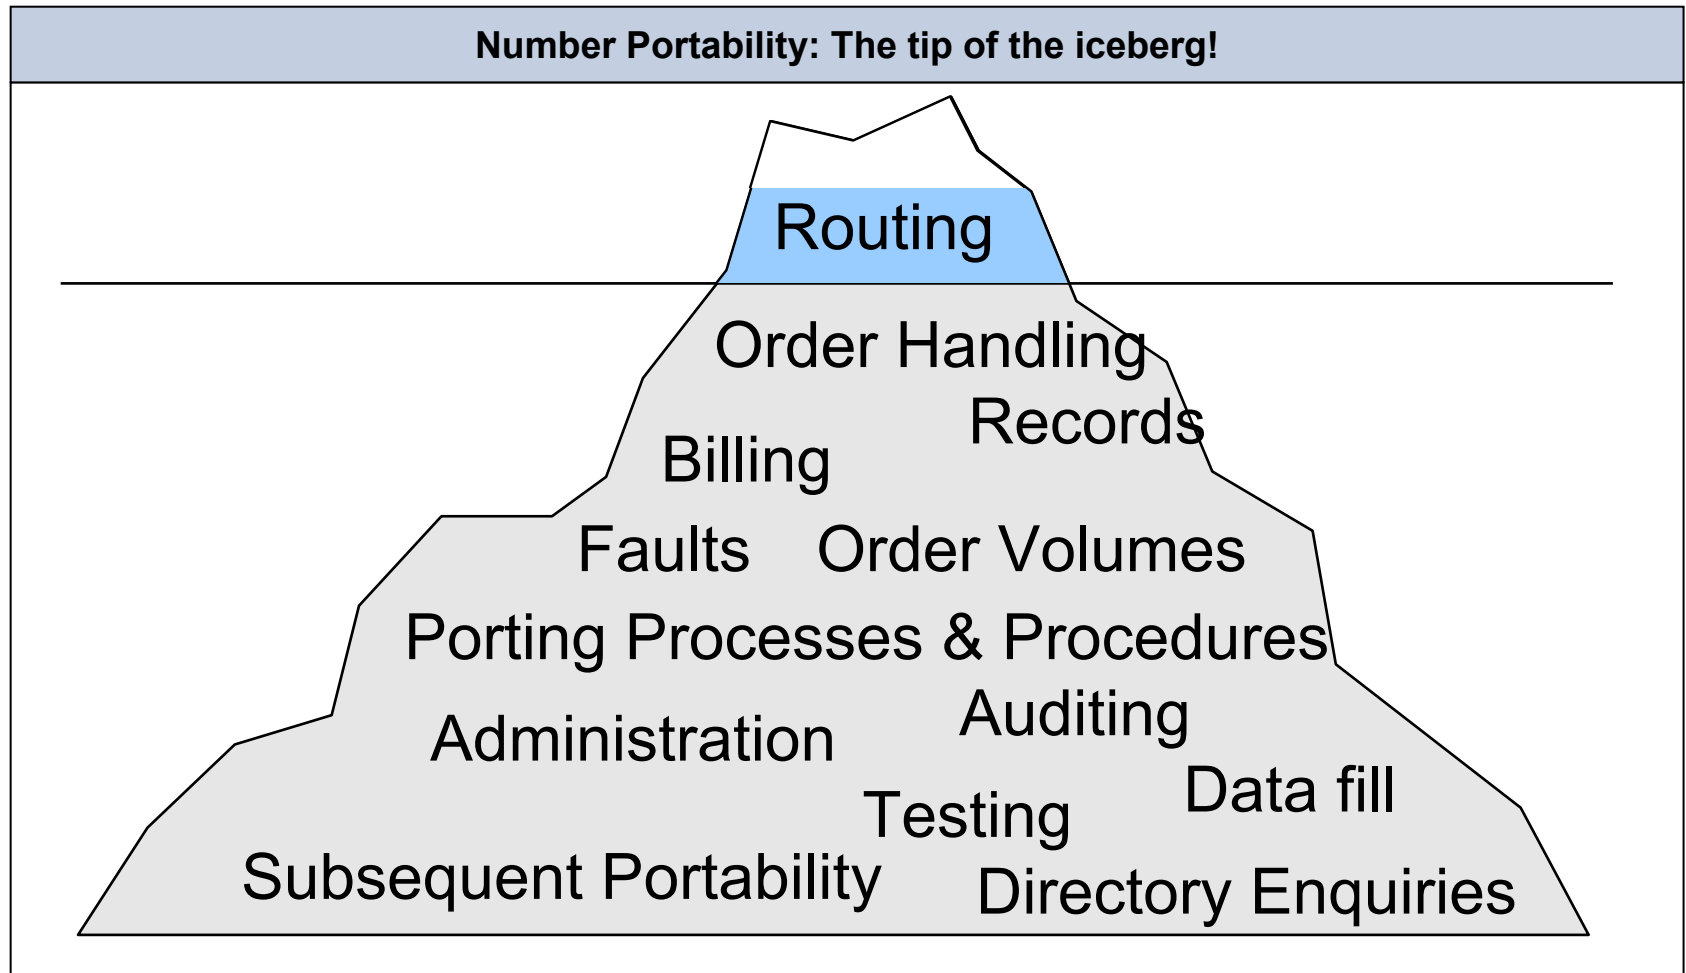 Number Portability: The tip of the iceberg!
Routing
Order Handling
Records
Billing
Faults
Order Volumes
Porting Processes & Procedures
Auditing
Administration
Data fill
Testing
Subsequent Portability
Directory Enquiries